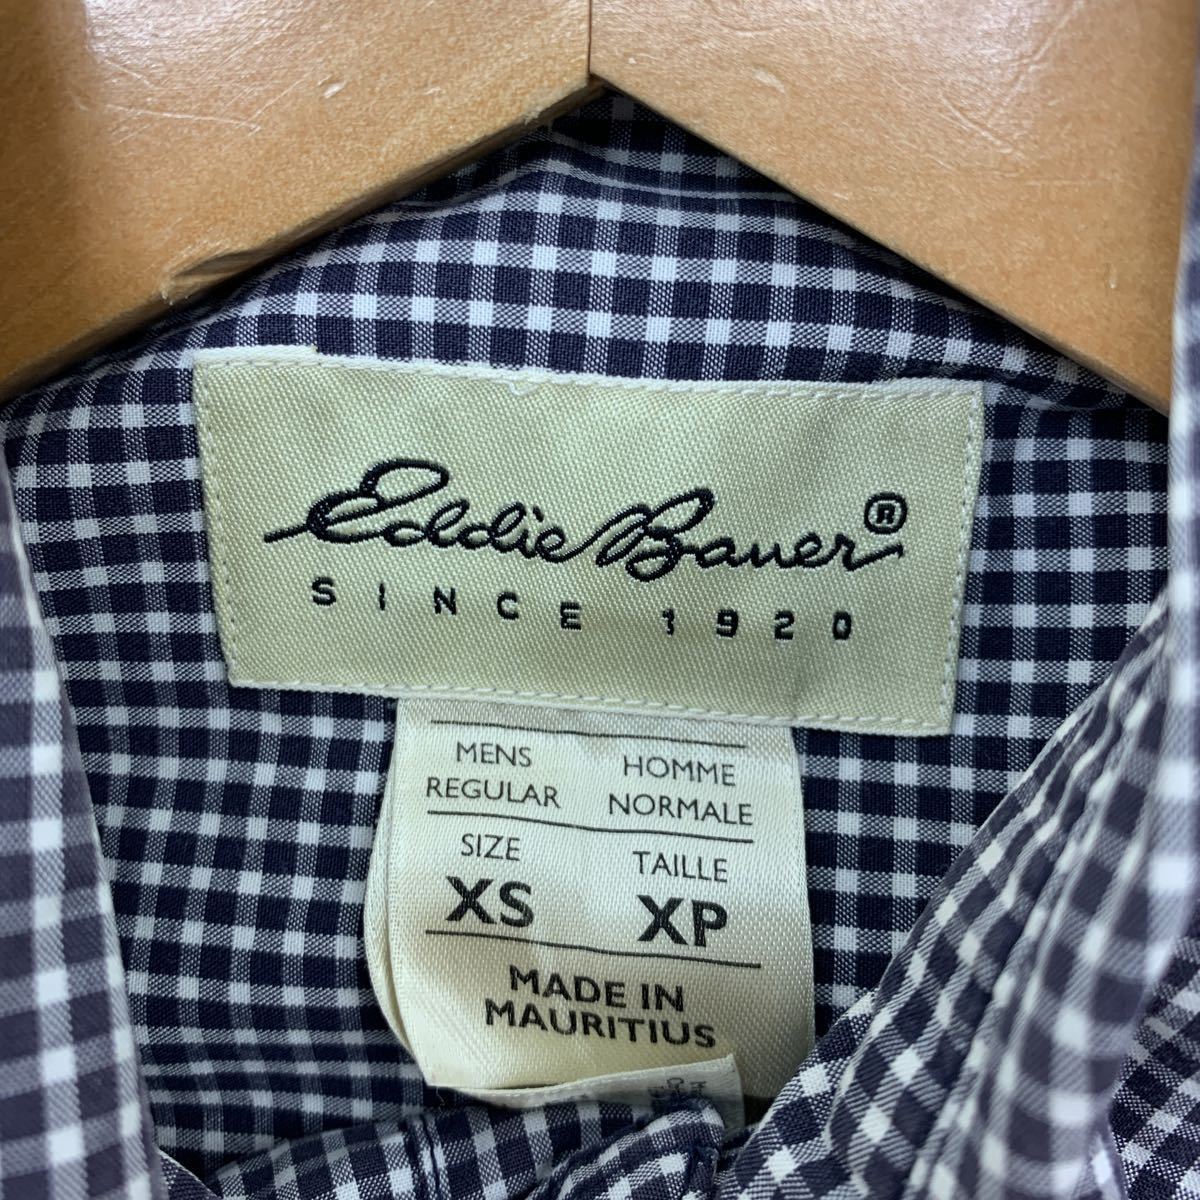 Eddie Bauer®
SINCE 1920
MENS REGULAR
HOMME NORMALE
SIZE
XS
TAILLE
XP
MADE IN
MAURITIUS